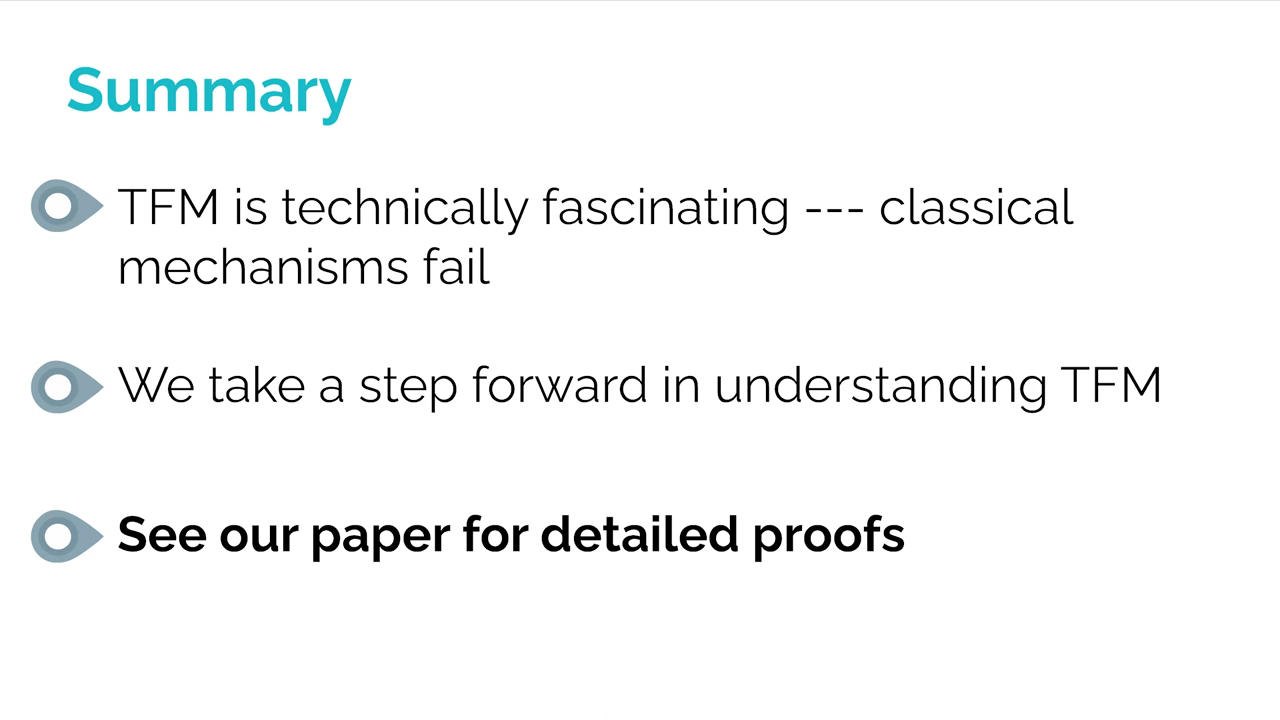 Summary
TFM is technically fascinating --- classical
mechanisms fail
We take a step forward in understanding TFM
See our paper for detailed proofs